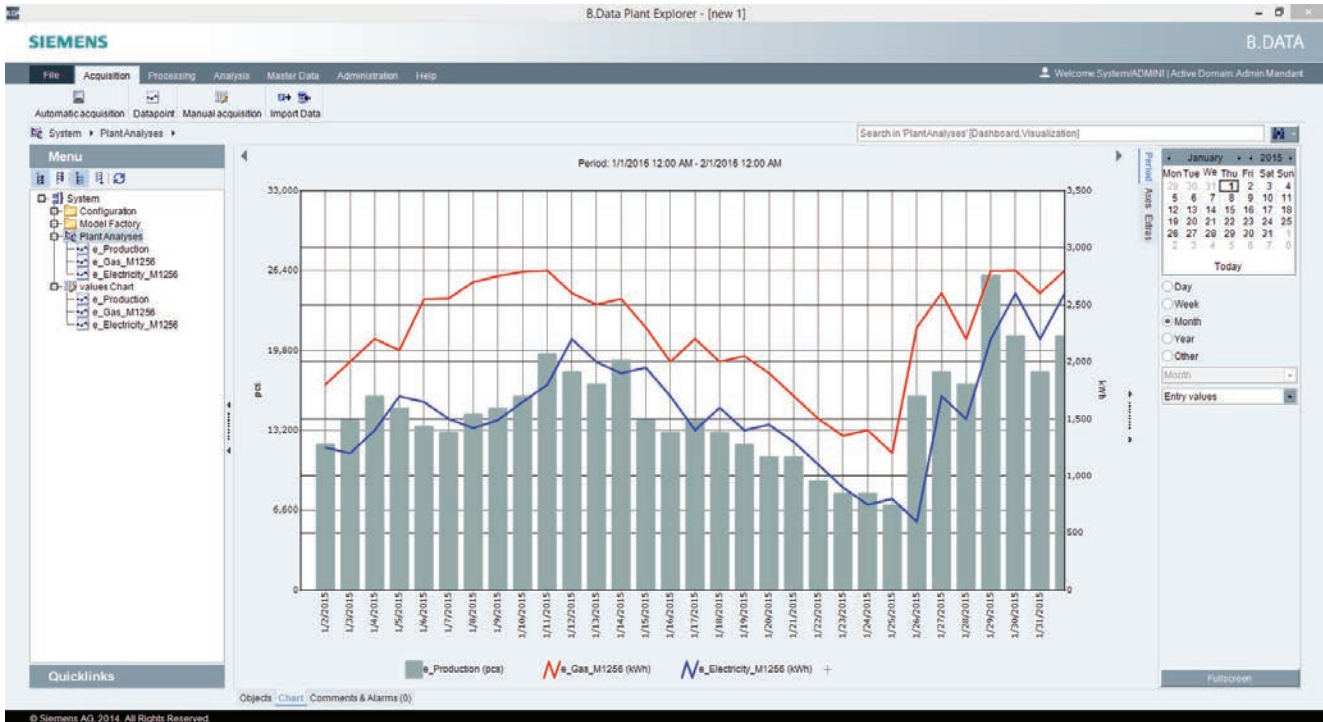 B.Data Plant Explorer - [new 1]
SIEMENS
B.DATA
File Acquisition Processing Analysis Master Data Administration Help
Welcome System/ADMINI | Active Domain: Admin Mandant
Automatic acquisition Datapoint Manual acquisition Import Data
System PlantAnalyses
Search in 'PlantAnalyses' [Dashboard,Visualization]
Menu
System
Configuration
Model Factory
PlantAnalyses
e_Production
e_Gas_M1256
e_Electricity_M1256
values Chart
e_Production
e_Gas_M1256
e_Electricity_M1256
Quicklinks
Period: 1/1/2015 12:00 AM - 2/1/2015 12:00 AM
33,000
26,400
19,800
13,200
6,600
0
pcs
3,500
3,000
2,500
2,000
1,500
1,000
500
0
kWh
1/2/2015 1/3/2015 1/4/2015 1/5/2015 1/6/2015 1/7/2015 1/8/2015 1/9/2015 1/10/2015 1/11/2015 1/12/2015 1/13/2015 1/14/2015 1/15/2015 1/16/2015 1/17/2015 1/18/2015 1/19/2015 1/20/2015 1/21/2015 1/22/2015 1/23/2015 1/24/2015 1/25/2015 1/26/2015 1/27/2015 1/28/2015 1/29/2015 1/30/2015 1/31/2015
e_Production (pcs) e_Gas_M1256 (kWh) e_Electricity_M1256 (kWh) +
Objects Chart Comments & Alarms (0)
Period Axes Extras
January 2015
Mon Tue We Thu Fri Sat Sun
29 30 31 1 2 3 4
5 6 7 8 9 10 11
12 13 14 15 16 17 18
19 20 21 22 23 24 25
26 27 28 29 30 31 1
2 3 4 5 6 7 8
Today
Day
Week
Month
Year
Other
Month
Entry values
Fullscreen
© Siemens AG, 2014. All Rights Reserved.